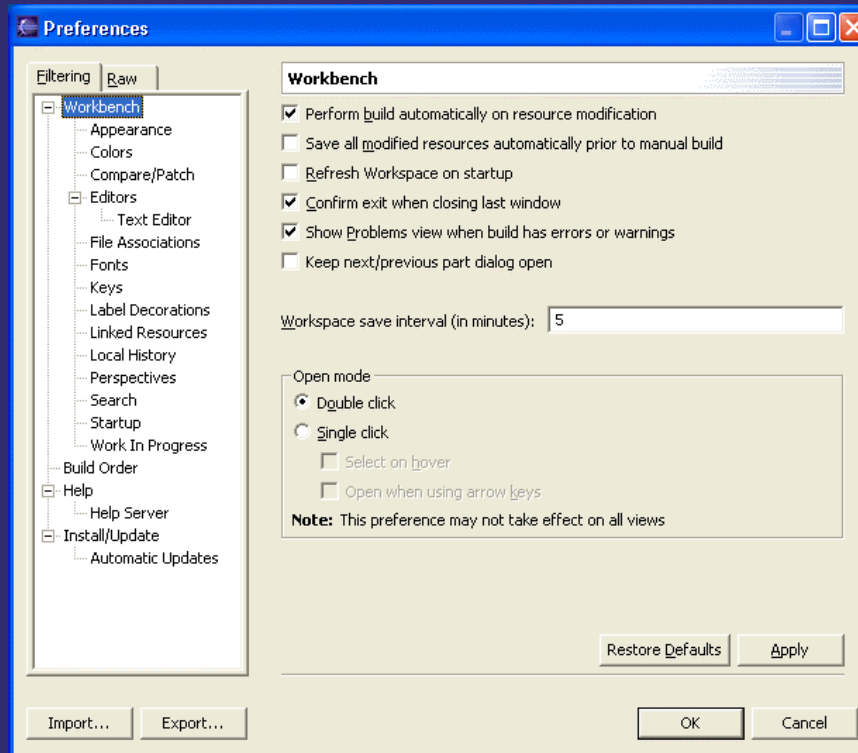 Preferences
Filtering Raw
Workbench
Appearance
Colors
Compare/Patch
Editors
Text Editor
File Associations
Fonts
Keys
Label Decorations
Linked Resources
Local History
Perspectives
Search
Startup
Work In Progress
Build Order
Help
Help Server
Install/Update
Automatic Updates
Workbench
Perform build automatically on resource modification
Save all modified resources automatically prior to manual build
Refresh Workspace on startup
Confirm exit when closing last window
Show Problems view when build has errors or warnings
Keep next/previous part dialog open
Workspace save interval (in minutes): 5
Open mode
Double click
Single click
Select on hover
Open when using arrow keys
Note: This preference may not take effect on all views
Restore Defaults Apply
Import... Export... OK Cancel